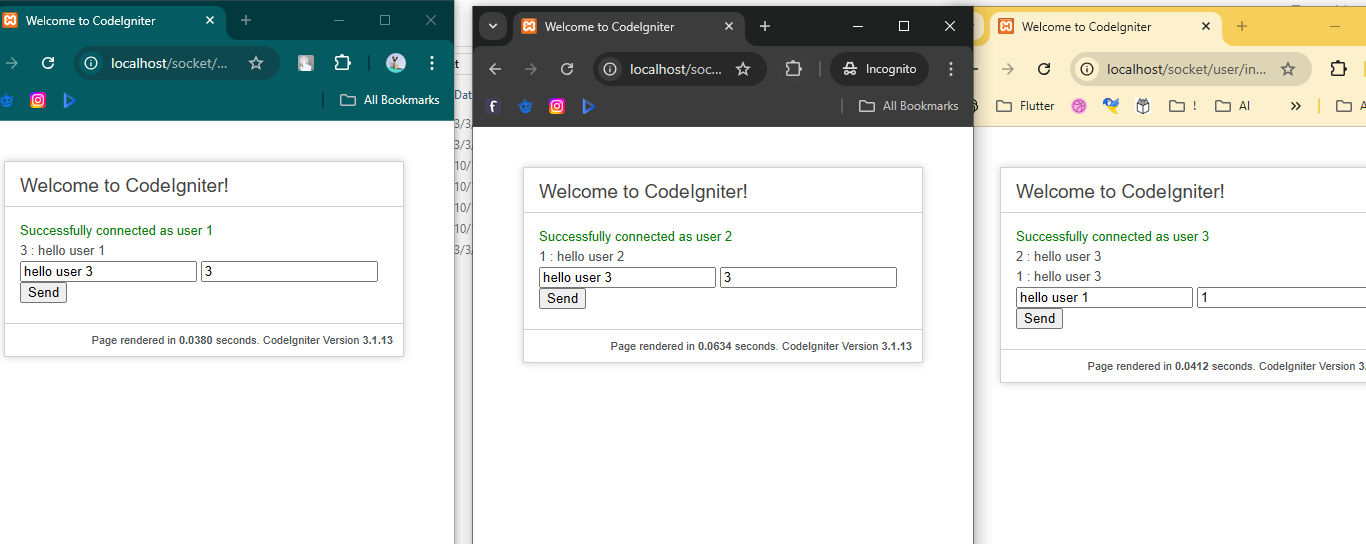 Welcome to CodeIgniter
localhost/socket/...
All Bookmarks
Welcome to CodeIgniter!
Successfully connected as user 1
3 : hello user 1
hello user 3
3
Send
Page rendered in 0.0380 seconds. CodeIgniter Version 3.1.13
Dat
3/3/
3/3/
10/
10/
10/
10/
3/3/
Welcome to CodeIgniter
localhost/soc...
Incognito
All Bookmarks
Welcome to CodeIgniter!
Successfully connected as user 2
1 : hello user 2
hello user 3
3
Send
Page rendered in 0.0634 seconds. CodeIgniter Version 3.1.13
Welcome to CodeIgniter
localhost/socket/user/in...
Flutter
!
AI
»
A
Welcome to CodeIgniter!
Successfully connected as user 3
2 : hello user 3
1 : hello user 3
hello user 1
1
Send
Page rendered in 0.0412 seconds. CodeIgniter Version 3.